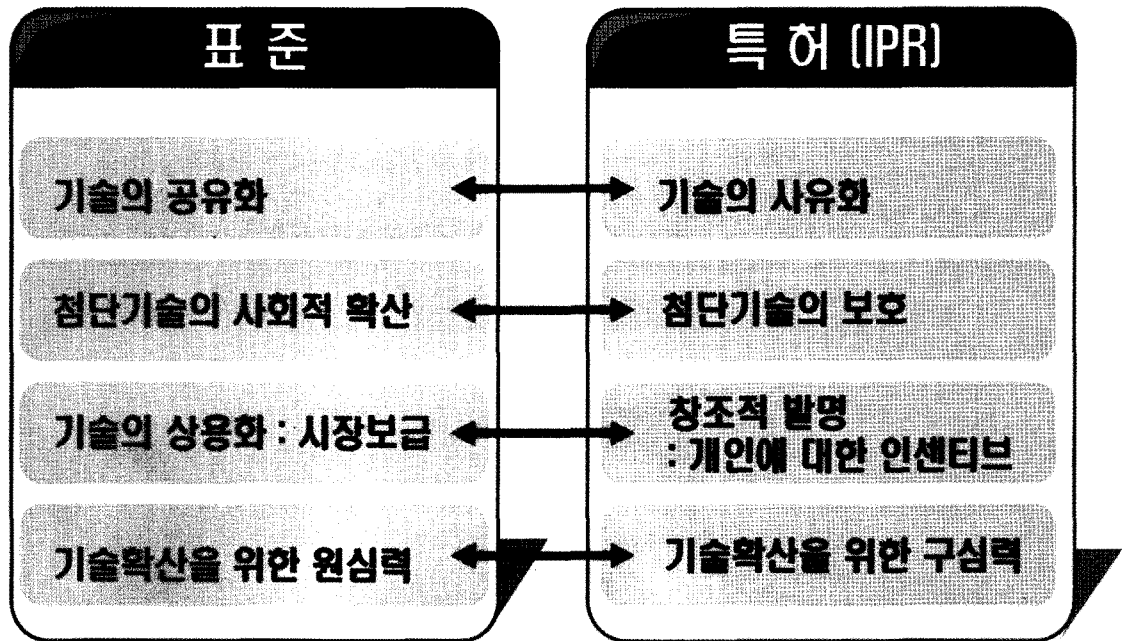 표 준
기술의 공유화
첨단기술의 사회적 확산
기술의 상용화 : 시장보급
기술확산을 위한 원심력
특 허 (IPR)
기술의 사유화
첨단기술의 보호
창조적 발명
: 개인에 대한 인센티브
기술확산을 위한 구심력